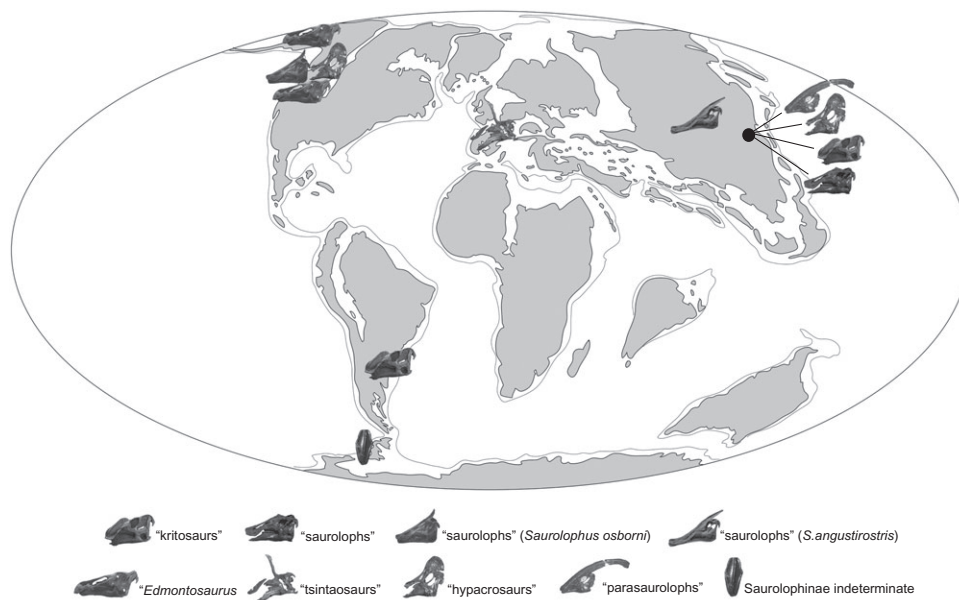 "kritosaurs" "saurolophs" "saurolophs" (Saurolophus osborni) "saurolophs" (S.angustirostris)
"Edmontosaurus "tsintaosaurs" "hypacrosaurs" "parasaurolophs" Saurolophinae indeterminate